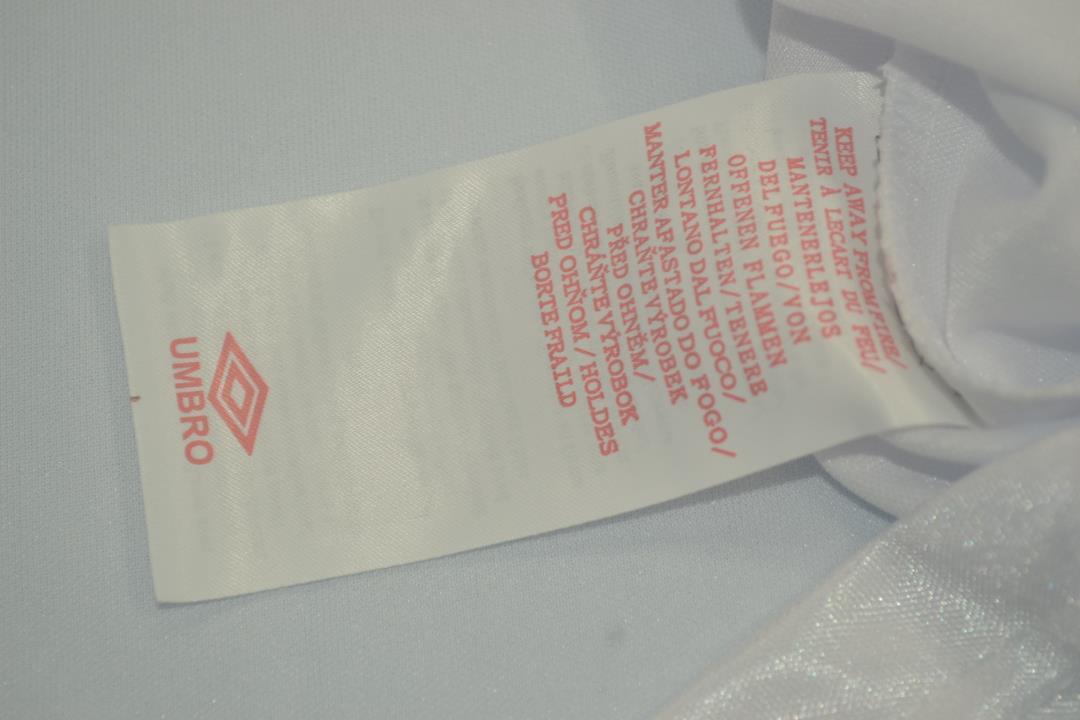 KEEP AWAY FROM FIRE/
TENIR À LECART DU FEU/
MANTENERLEJOS
DEL FUEGO/VON
OFFENEN FLAMMEN
FERNHALTEN/TENERE
LONTANO DAL FUOCO/
MANTER AFASTADO DO FOGO/
CHRAŇTE VÝROBEK
PŘED OHNĚM/
CHRÁŇTE VÝROBOK
PRED OHŇOM/HOLDES
BORTE FRA ILD
UMBRO